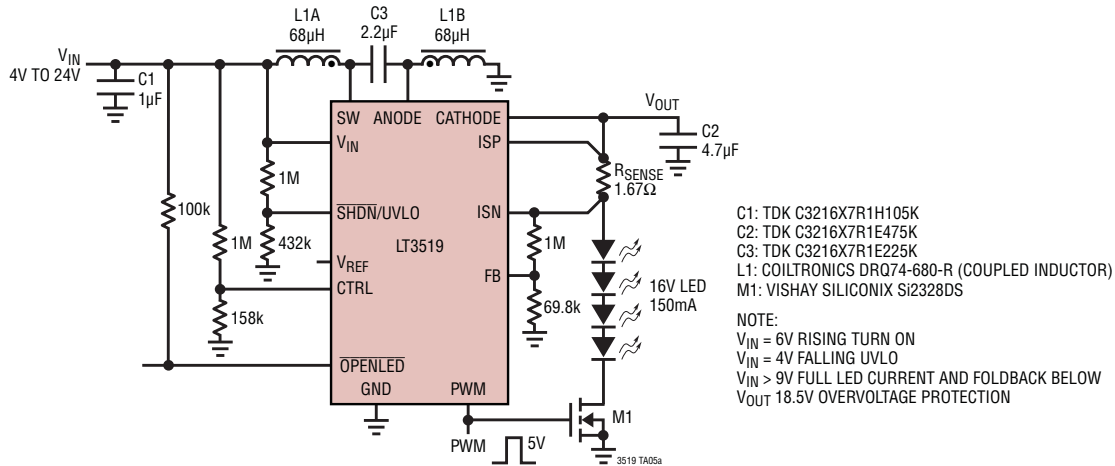 L1A
68µH
C3
2.2µF
L1B
68µH
VIN
4V TO 24V
C1
1µF
SW ANODE CATHODE
VIN
ISP
VOUT
C2
4.7µF
RSENSE
1.67Ω
1M
100k
SHDN/UVLO
ISN
1M
432k
LT3519
1M
VREF
FB
CTRL
16V LED
150mA
69.8k
158k
OPENLED
GND
PWM
M1
PWM
5V
3519 TA05a
C1: TDK C3216X7R1H105K
C2: TDK C3216X7R1E475K
C3: TDK C3216X7R1E225K
L1: COILTRONICS DRQ74-680-R (COUPLED INDUCTOR)
M1: VISHAY SILICONIX Si2328DS
NOTE:
VIN = 6V RISING TURN ON
VIN = 4V FALLING UVLO
VIN > 9V FULL LED CURRENT AND FOLDBACK BELOW
VOUT 18.5V OVERVOLTAGE PROTECTION